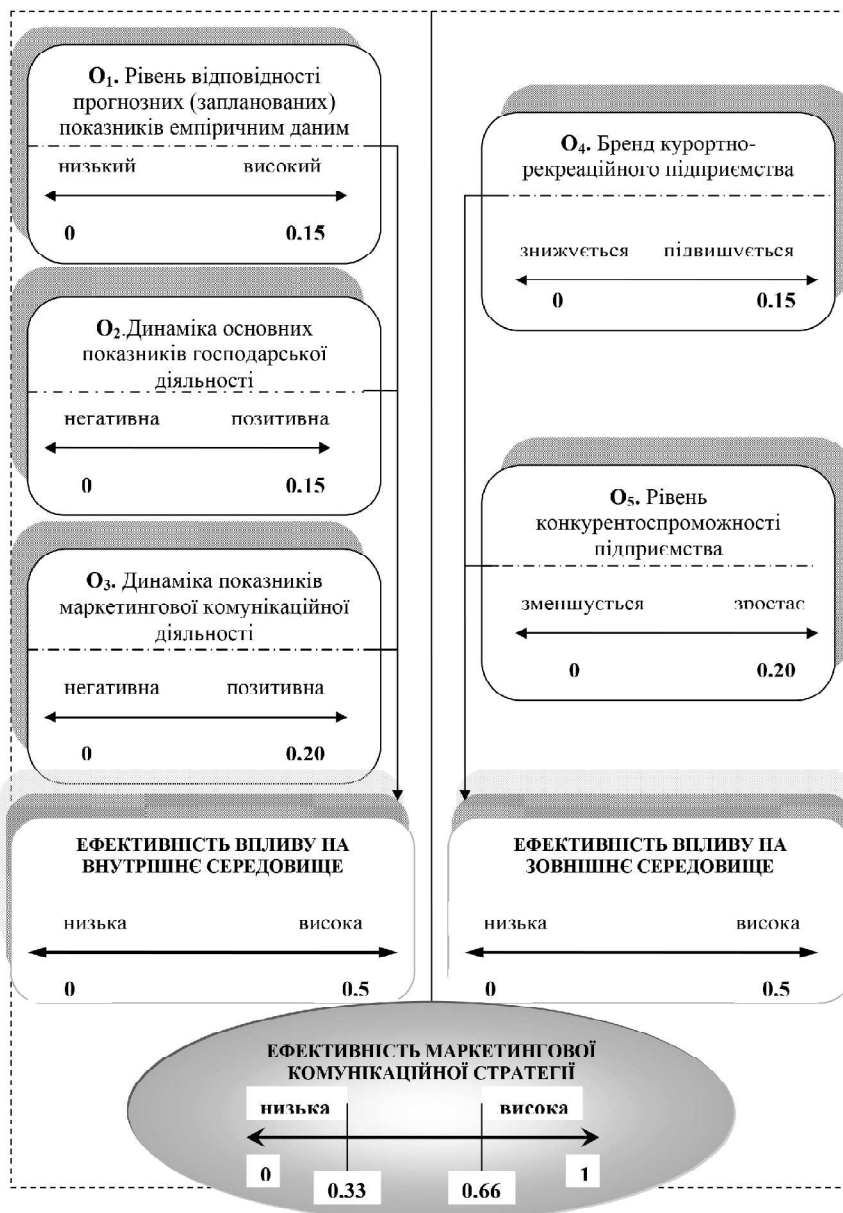 O₁. Рівень відповідності
прогнозних (запланованих)
показників емпіричним даним
низький високий
0 0.15
O₂.Динаміка основних
показників господарської
діяльності
негативна позитивна
0 0.15
O₃. Динаміка показників
маркетингової комунікаційної
діяльності
негативна позитивна
0 0.20
O₄. Бренд курортно-
рекреаційного підприємства
знижується підвищується
0 0.15
O₅. Рівень
конкурентоспроможності
підприємства
зменшується зростає
0 0.20
ЕФЕКТИВНІСТЬ ВПЛИВУ НА
ВНУТРІШНЄ СЕРЕДОВИЩЕ
низька висока
0 0.5
ЕФЕКТИВНІСТЬ ВПЛИВУ НА
ЗОВНІШНЄ СЕРЕДОВИЩЕ
низька висока
0 0.5
ЕФЕКТИВНІСТЬ МАРКЕТИНГОВОЇ
КОМУНІКАЦІЙНОЇ СТРАТЕГІЇ
низька висока
0 0.33 0.66 1